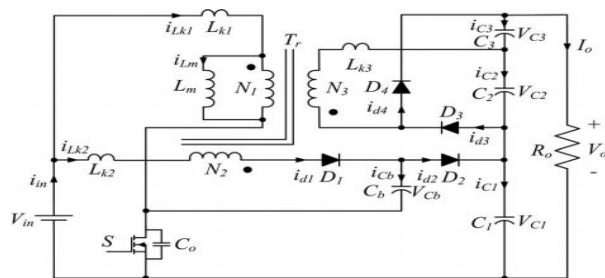 i_Lk1 L_k1 T_r i_C3 V_C3
C_3
i_Lm L_k3 I_o
L_m N_1 N_3 D_4 i_C2
C_2 V_C2
i_d4 D_3
i_d3 +
i_Lk2 R_o V_o
i_in L_k2 N_2 i_d1 D_1 i_Cb i_d2 D_2 i_C1 -
C_b V_Cb
V_in C_1 V_C1
S C_o